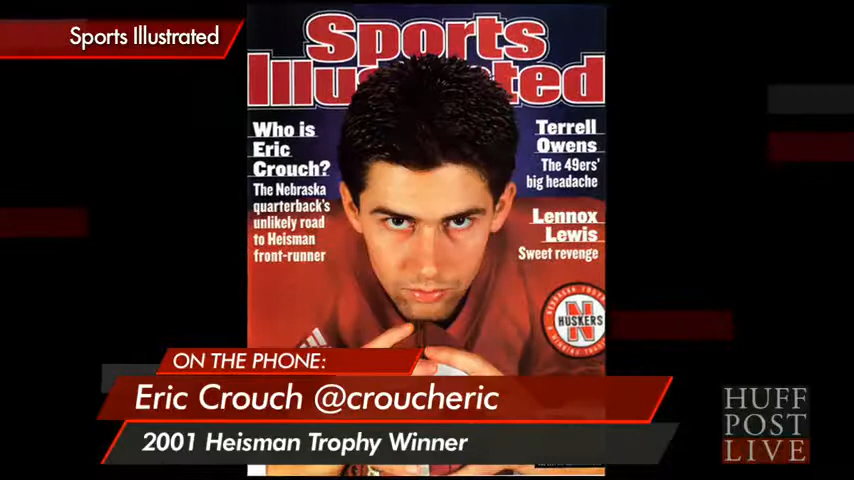 Sports Illustrated
Sports
Illustrated
Who is
Eric
Crouch?
The Nebraska
quarterback's
unlikely road
to Heisman
front-runner
Terrell
Owens
The 49ers'
big headache
Lennox
Lewis
Sweet revenge
HUSKERS
N
ON THE PHONE:
Eric Crouch @croucheric
2001 Heisman Trophy Winner
HUFF
POST
LIVE